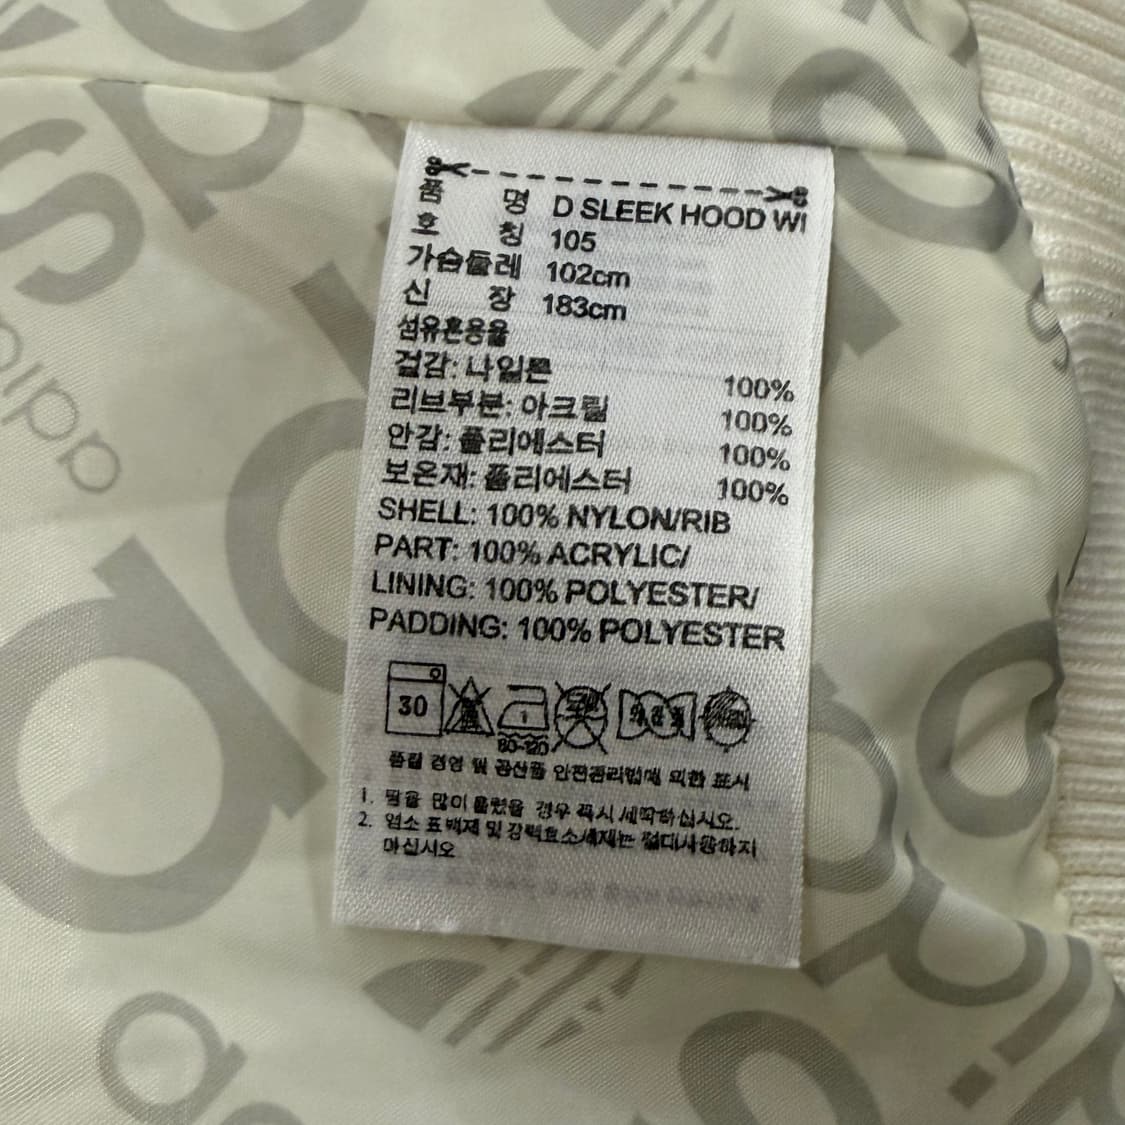 품 명 D SLEEK HOOD WI
호 칭 105
가슴둘레 102cm
신 장 183cm
섬유혼용율
겉감: 나일론 100%
리브부분: 아크릴 100%
안감: 폴리에스터 100%
보온재: 폴리에스터 100%
SHELL: 100% NYLON/RIB
PART: 100% ACRYLIC/
LINING: 100% POLYESTER/
PADDING: 100% POLYESTER
30
1
80-120
품질 경영 및 공산품 안전관리법에 의한 표시
1. 땀을 많이 흘렸을 경우 즉시 세탁하십시오.
2. 염소 표백제 및 강력효소세제는 절대사용하지
마십시오
adidas